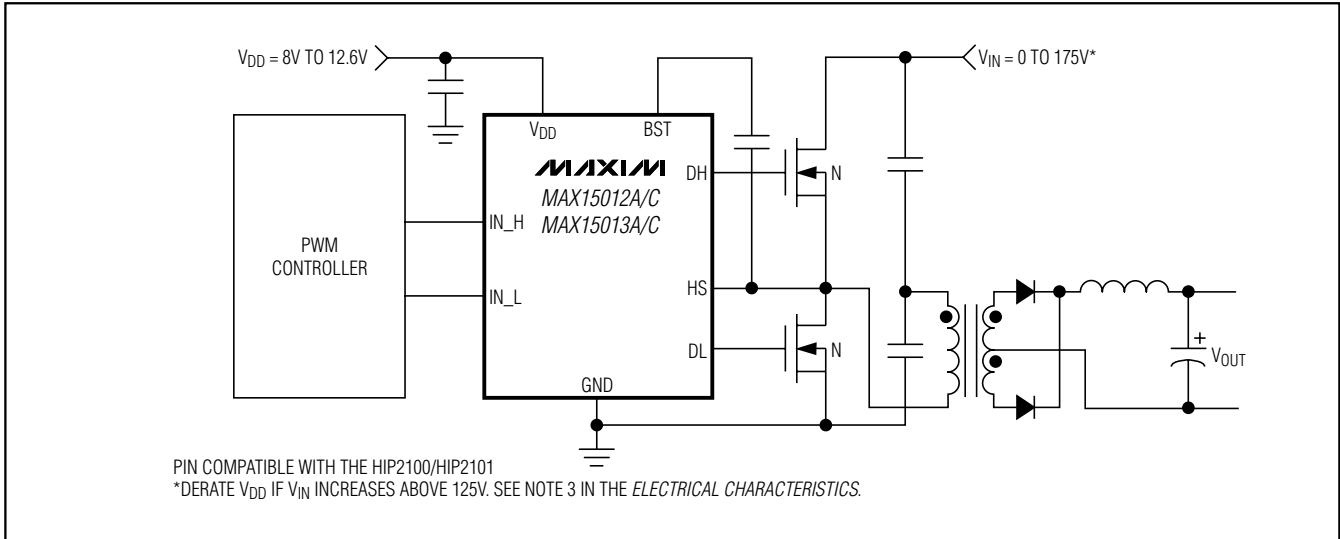 V_DD = 8V TO 12.6V
V_IN = 0 TO 175V*
V_DD
BST
MAXIM
DH
N
MAX15012A/C
MAX15013A/C
IN_H
PWM
CONTROLLER
IN_L
HS
DL
N
+
V_OUT
GND
PIN COMPATIBLE WITH THE HIP2100/HIP2101
*DERATE V_DD IF V_IN INCREASES ABOVE 125V. SEE NOTE 3 IN THE ELECTRICAL CHARACTERISTICS.